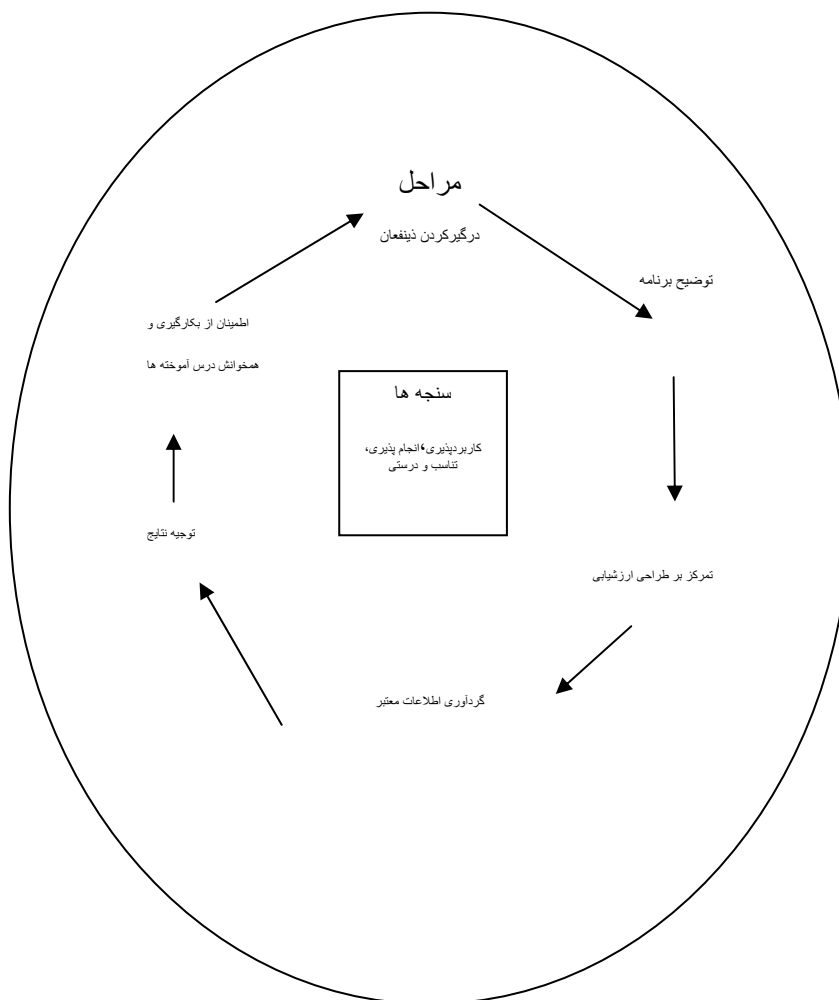 مراحل
درگیرکردن ذینفعان
توضیح برنامه
تمرکز بر طراحی ارزشیابی
گردآوری اطلاعات معتبر
توجیه نتایج
اطمینان از بکارگیری و
همخوانش درس آموخته ها
سنجه ها
کاربردپذیری،انجام پذیری،
تناسب و درستی